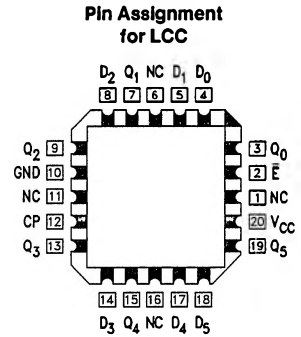 Pin Assignment
for LCC
D2 Q1 NC D1 D0
8 7 6 5 4
Q2 9 3 Q0
GND 10 2 E̅
NC 11 1 NC
CP 12 20 VCC
Q3 13 19 Q5
14 15 16 17 18
D3 Q4 NC D4 D5